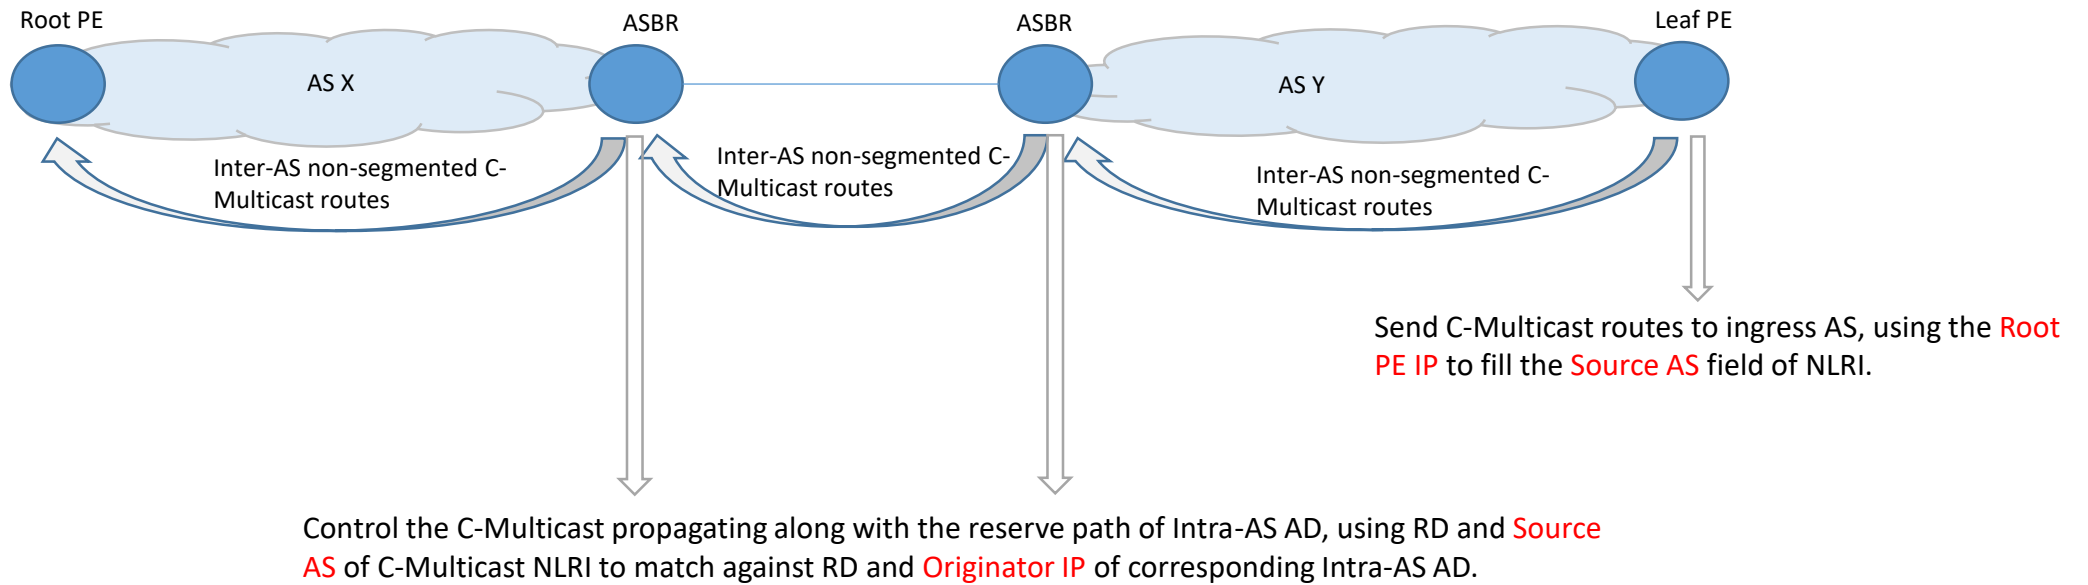 Root PE
ASBR
ASBR
Leaf PE
AS X
AS Y
Inter-AS non-segmented C-
Multicast routes
Inter-AS non-segmented C-
Multicast routes
Inter-AS non-segmented C-
Multicast routes
Send C-Multicast routes to ingress AS, using the Root
PE IP to fill the Source AS field of NLRI.
Control the C-Multicast propagating along with the reserve path of Intra-AS AD, using RD and Source
AS of C-Multicast NLRI to match against RD and Originator IP of corresponding Intra-AS AD.